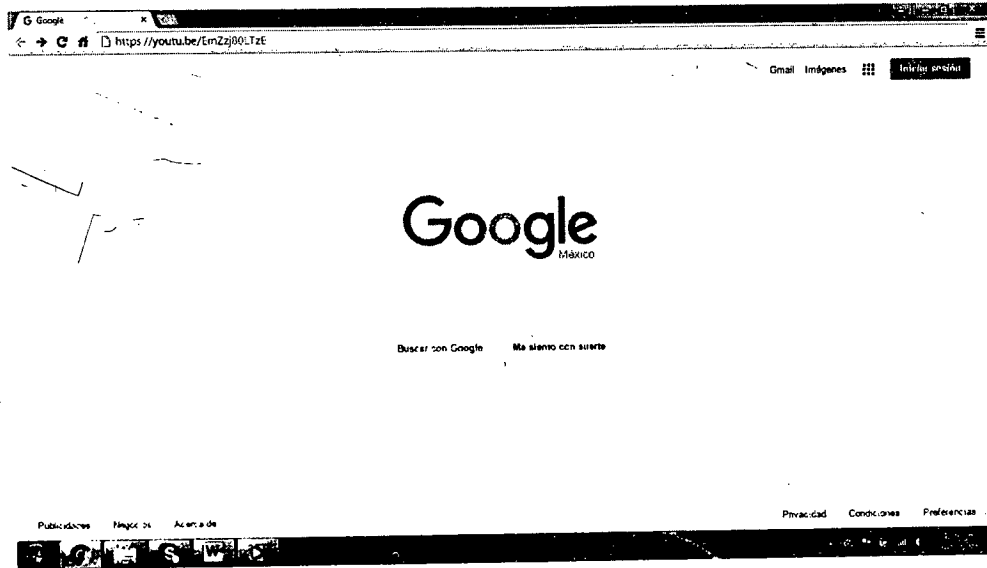 G Google
https://youtu.be/EmZzj80LTzE
Gmail Imágenes Iniciar sesión
Google
México
Buscar con Google Me siento con suerte
Publicidades Negocios Acerca de Privacidad Condiciones Preferencias
S W